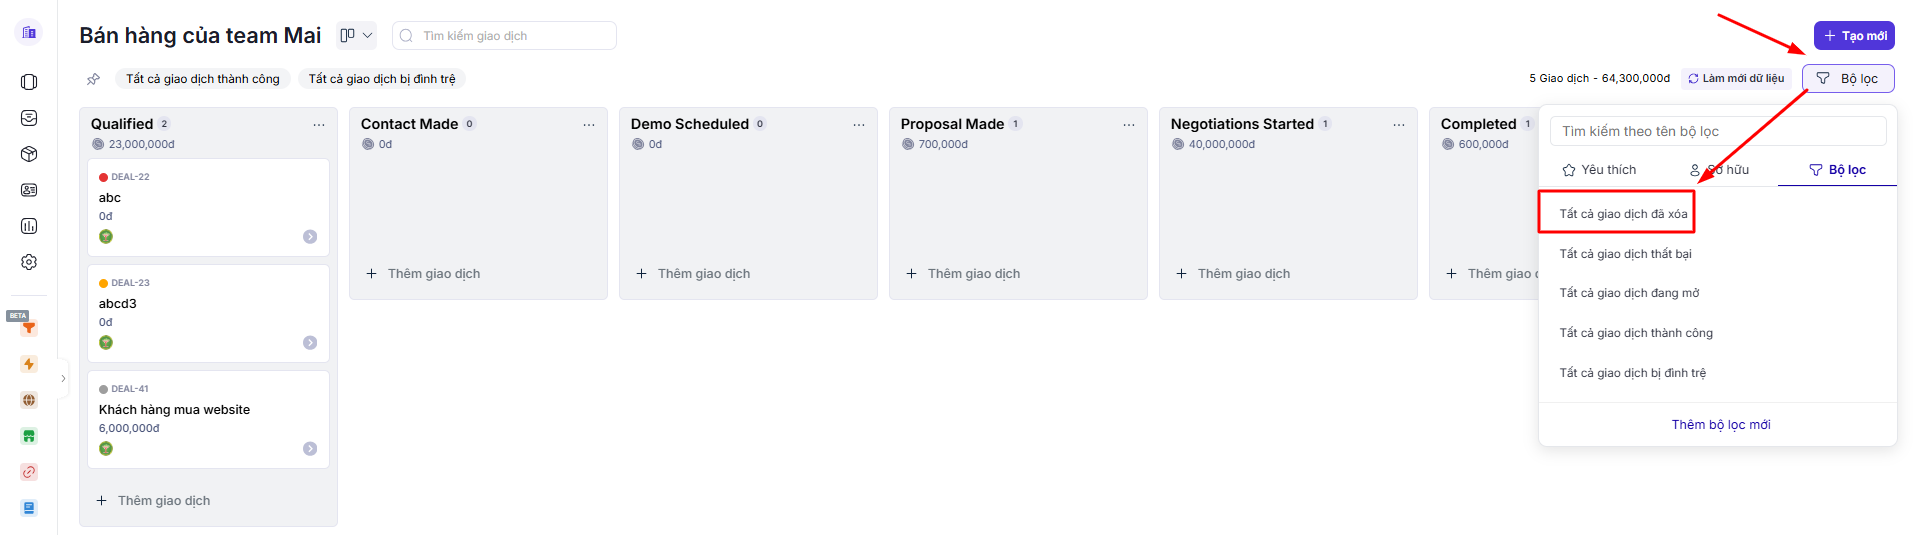 Bán hàng của team Mai
Tìm kiếm giao dịch
Tạo mới
Tất cả giao dịch thành công
Tất cả giao dịch bị đình trệ
5 Giao dịch - 64,300,000đ
Làm mới dữ liệu
Bộ lọc
Qualified 2
23,000,000đ
DEAL-22
abc
0đ
DEAL-23
abcd3
0đ
DEAL-41
Khách hàng mua website
6,000,000đ
Thêm giao dịch
Contact Made 0
0đ
Thêm giao dịch
Demo Scheduled 0
0đ
Thêm giao dịch
Proposal Made 1
700,000đ
Thêm giao dịch
Negotiations Started 1
40,000,000đ
Thêm giao dịch
Completed 1
600,000đ
Thêm giao
Tìm kiếm theo tên bộ lọc
Yêu thích
Sở hữu
Bộ lọc
Tất cả giao dịch đã xóa
Tất cả giao dịch thất bại
Tất cả giao dịch đang mở
Tất cả giao dịch thành công
Tất cả giao dịch bị đình trệ
Thêm bộ lọc mới
BETA